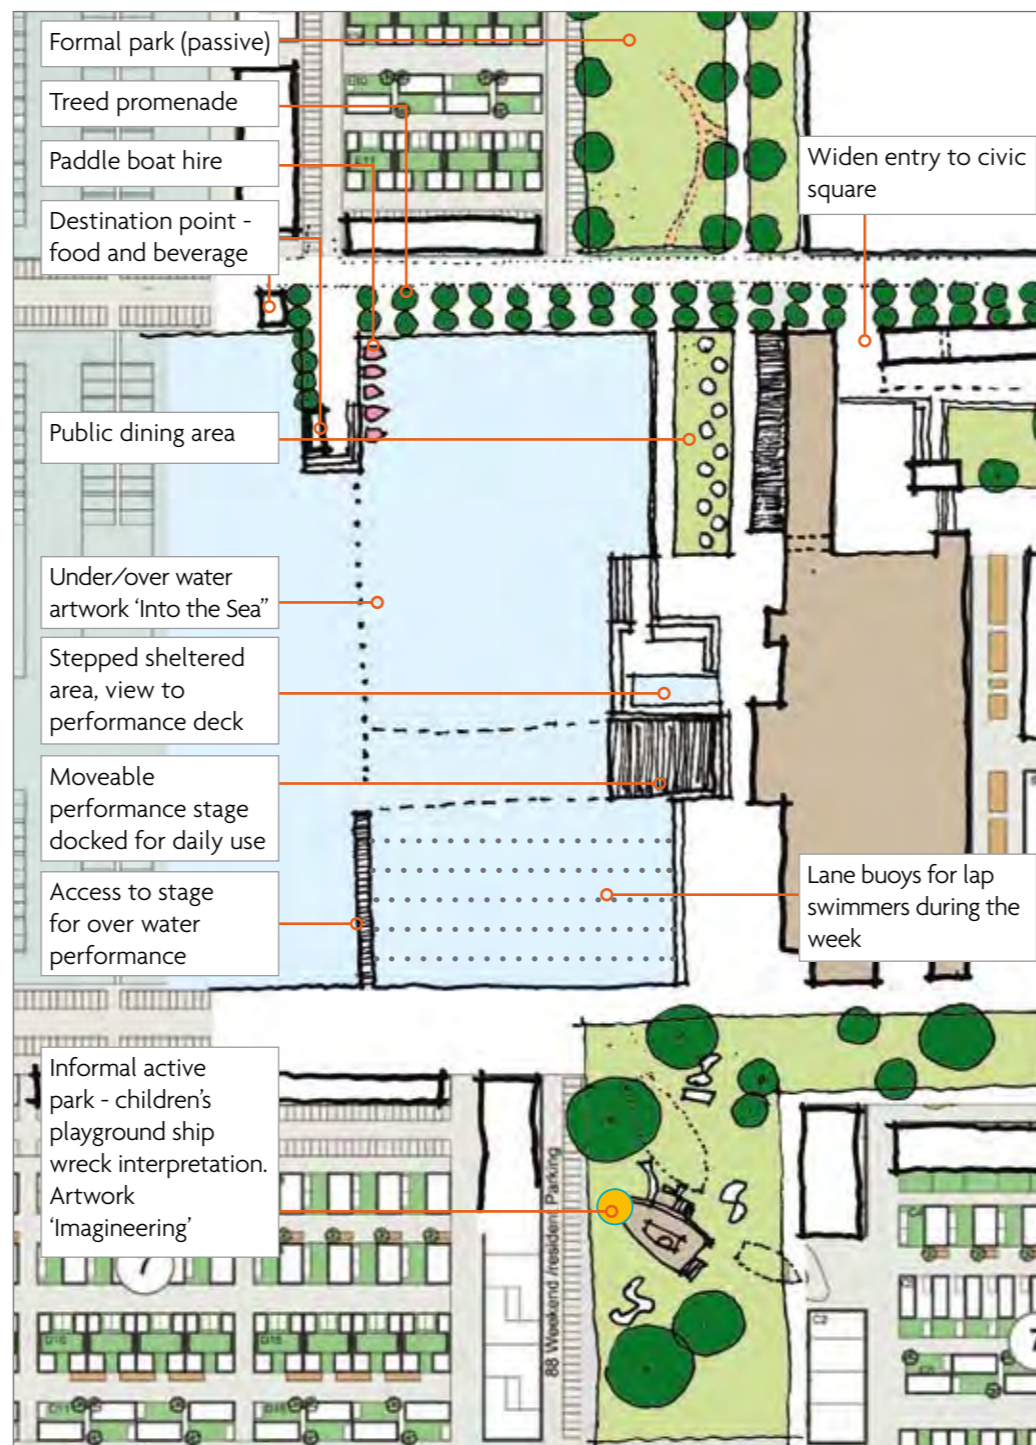 Formal park (passive)
Treed promenade
Paddle boat hire
Destination point -
food and beverage
Widen entry to civic
square
Public dining area
Under/over water
artwork ‘Into the Sea”
Stepped sheltered
area, view to
performance deck
Moveable
performance stage
docked for daily use
Access to stage
for over water
performance
Lane buoys for lap
swimmers during the
week
Informal active
park - children’s
playground ship
wreck interpretation.
Artwork
‘Imagineering’
88 Weekend /resident Parking
7
7
C2